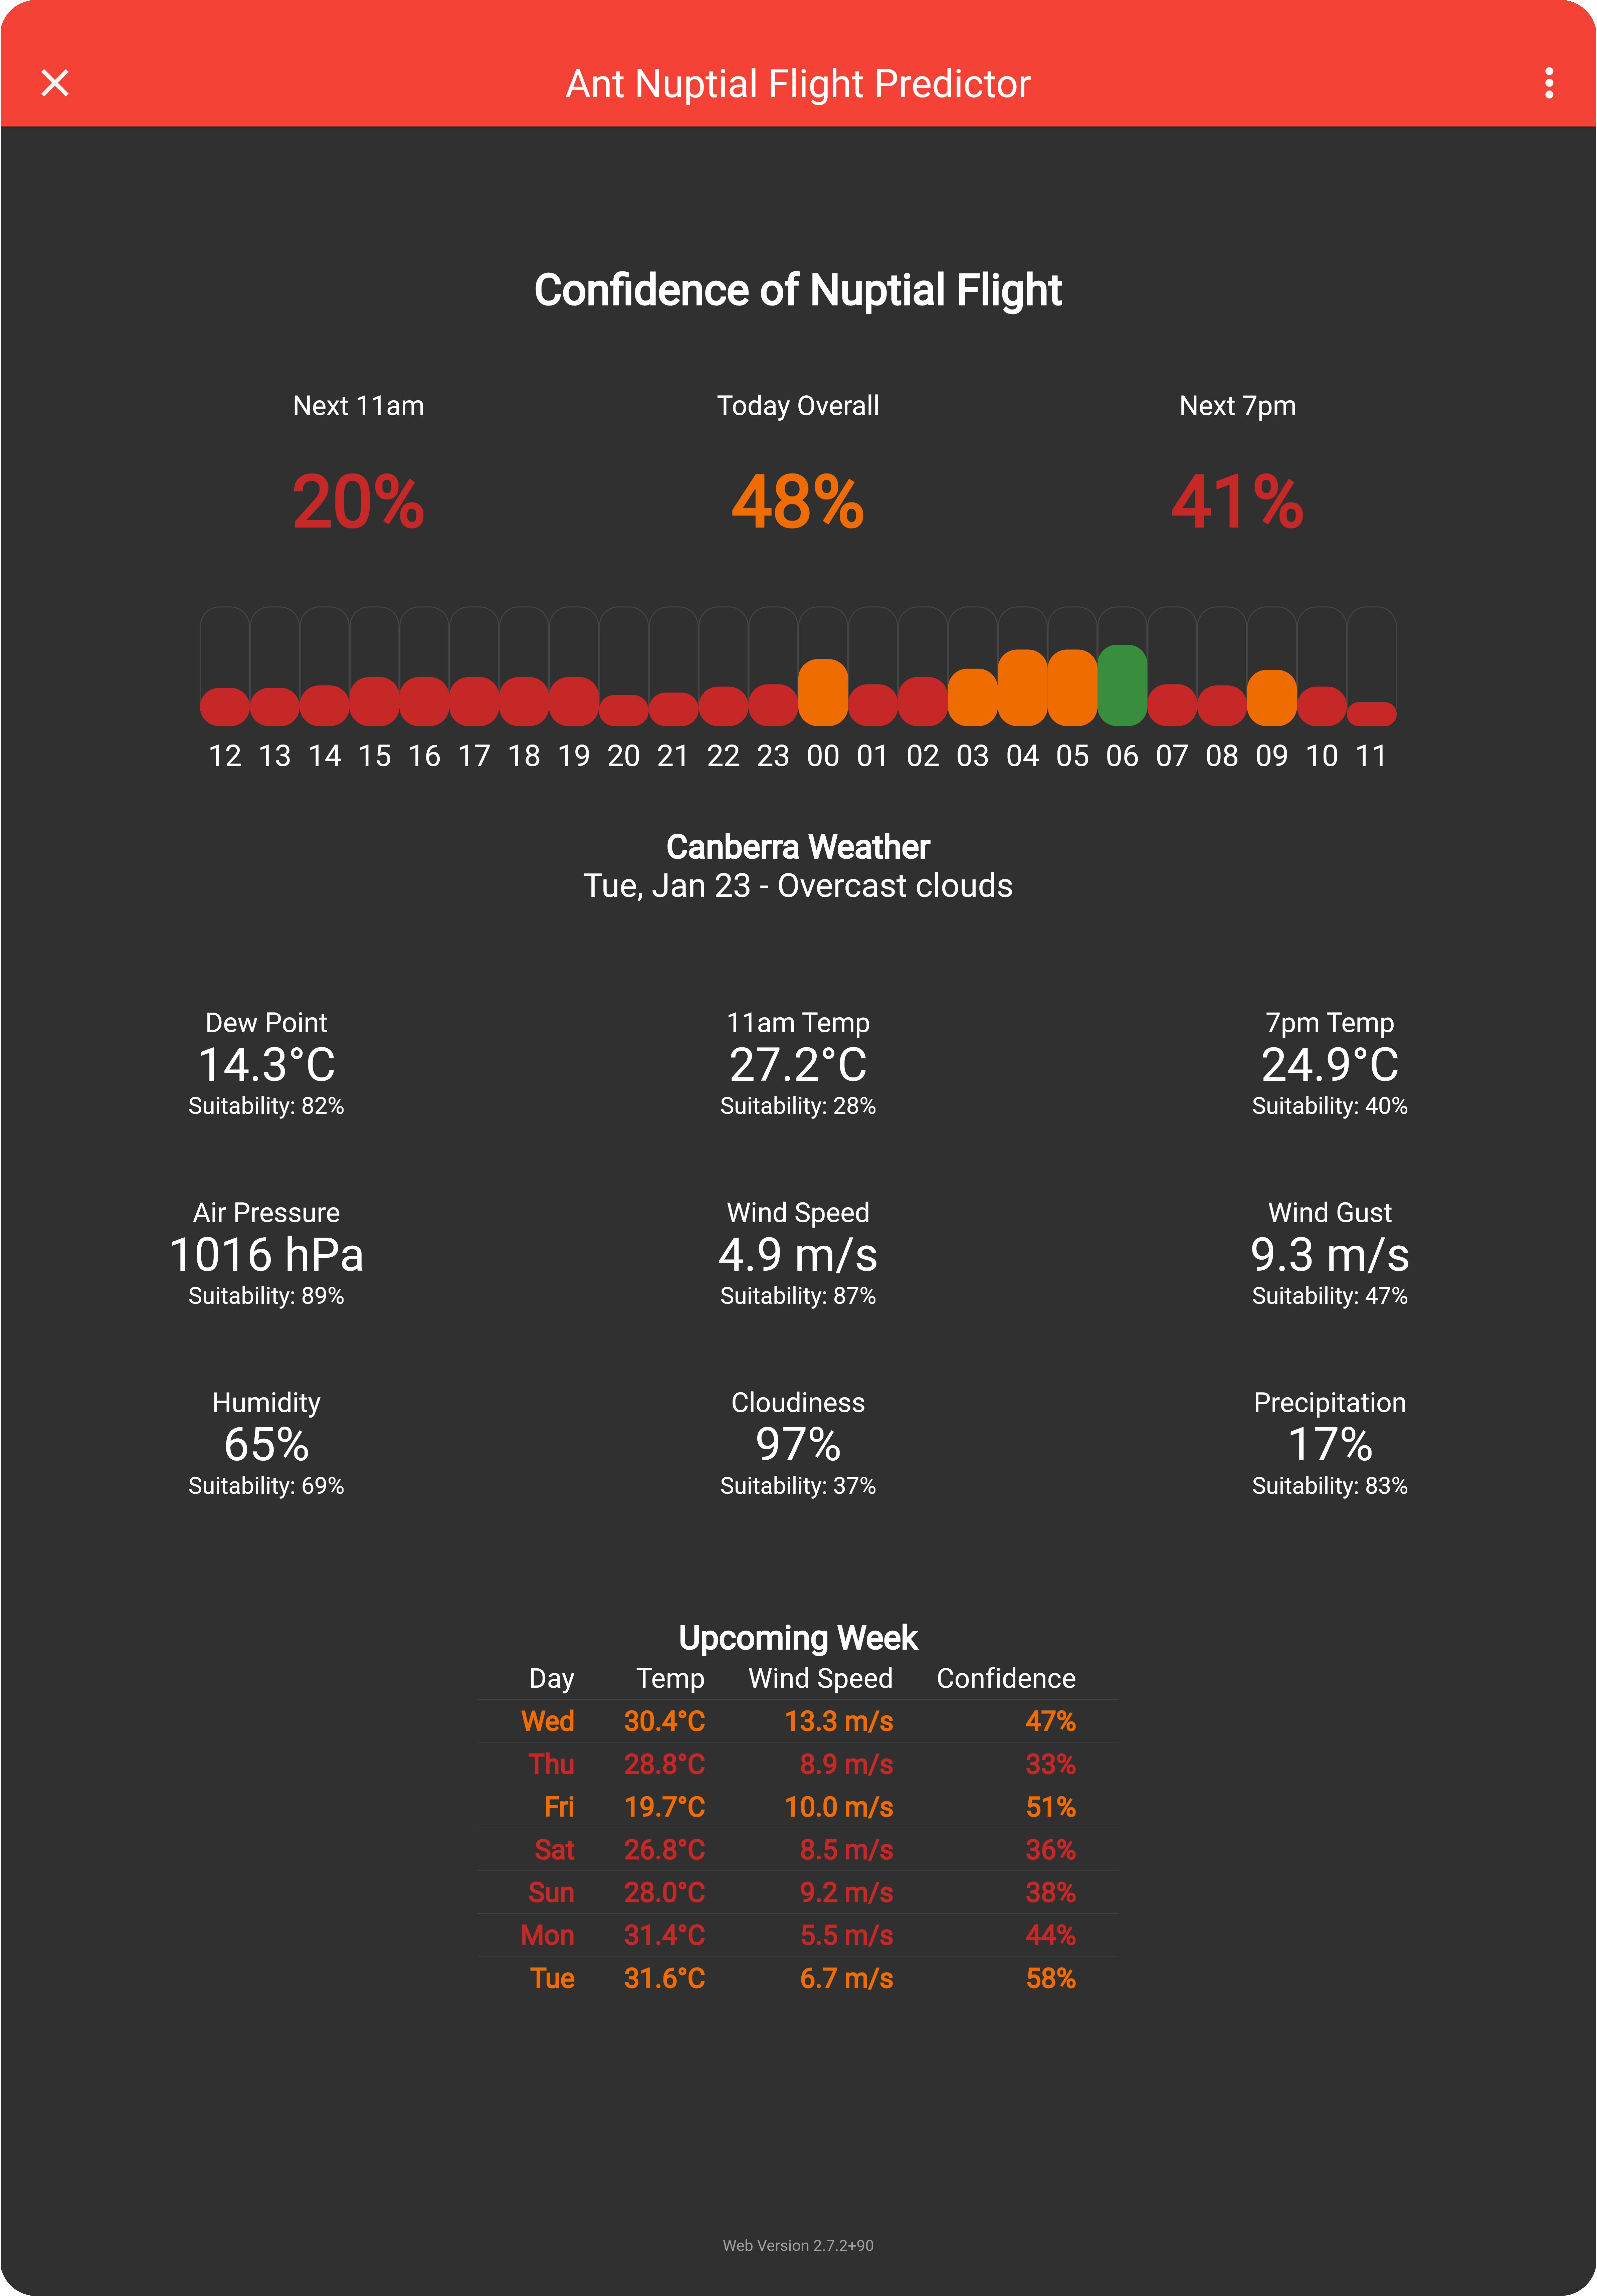 Ant Nuptial Flight Predictor
Confidence of Nuptial Flight
Next 11am Today Overall Next 7pm
20% 48% 41%
12 13 14 15 16 17 18 19 20 21 22 23 00 01 02 03 04 05 06 07 08 09 10 11
Canberra Weather
Tue, Jan 23 - Overcast clouds
Dew Point 11am Temp 7pm Temp
14.3°C 27.2°C 24.9°C
Suitability: 82% Suitability: 28% Suitability: 40%
Air Pressure Wind Speed Wind Gust
1016 hPa 4.9 m/s 9.3 m/s
Suitability: 89% Suitability: 87% Suitability: 47%
Humidity Cloudiness Precipitation
65% 97% 17%
Suitability: 69% Suitability: 37% Suitability: 83%
Upcoming Week
Day Temp Wind Speed Confidence
Wed 30.4°C 13.3 m/s 47%
Thu 28.8°C 8.9 m/s 33%
Fri 19.7°C 10.0 m/s 51%
Sat 26.8°C 8.5 m/s 36%
Sun 28.0°C 9.2 m/s 38%
Mon 31.4°C 5.5 m/s 44%
Tue 31.6°C 6.7 m/s 58%
Web Version 2.7.2+90